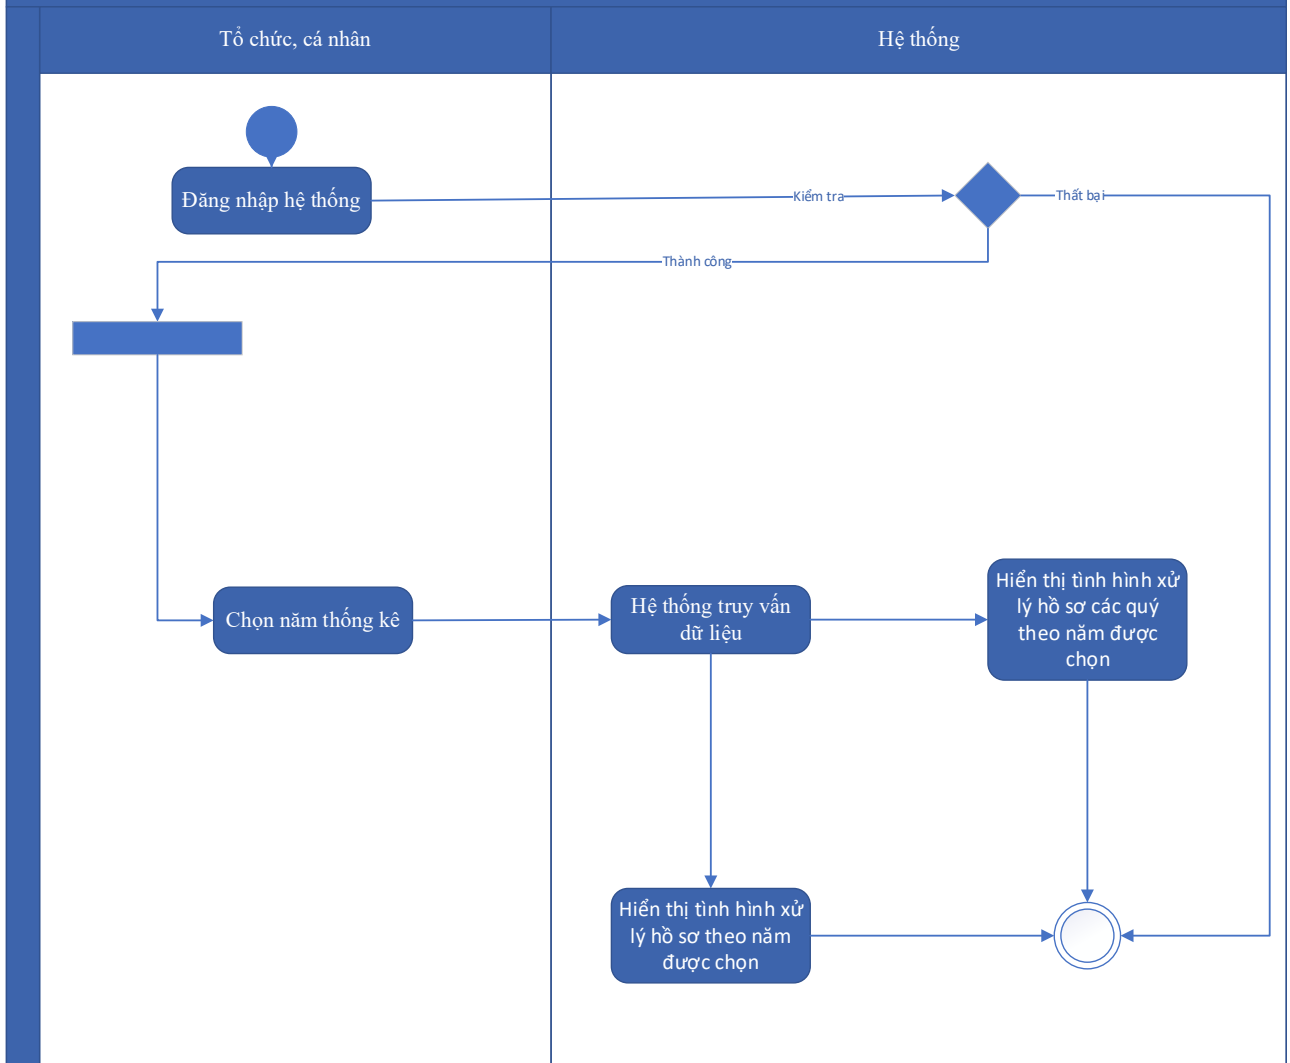 Tổ chức, cá nhân
Hệ thống
Đăng nhập hệ thống
Kiểm tra
Thất bại
Thành công
Chọn năm thống kê
Hệ thống truy vấn
dữ liệu
Hiển thị tình hình xử
lý hồ sơ các quý
theo năm được
chọn
Hiển thị tình hình xử
lý hồ sơ theo năm
được chọn